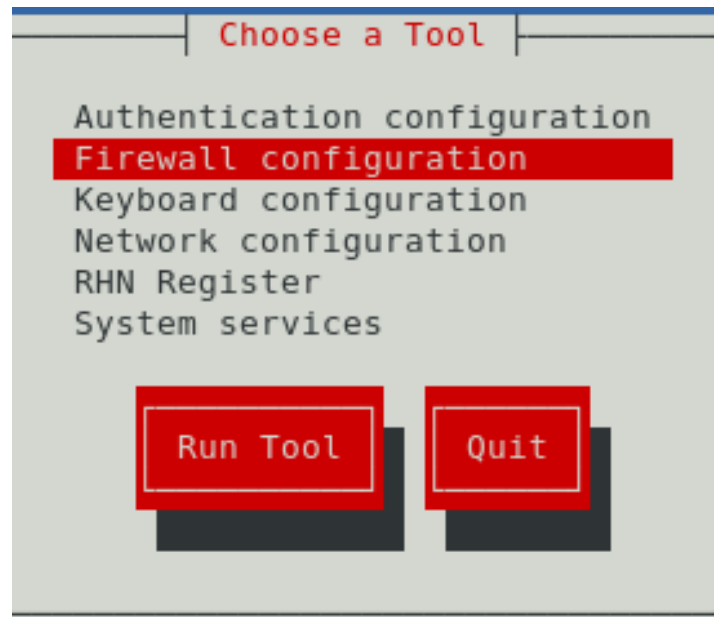 Choose a Tool
Authentication configuration
Firewall configuration
Keyboard configuration
Network configuration
RHN Register
System services
Run Tool
Quit